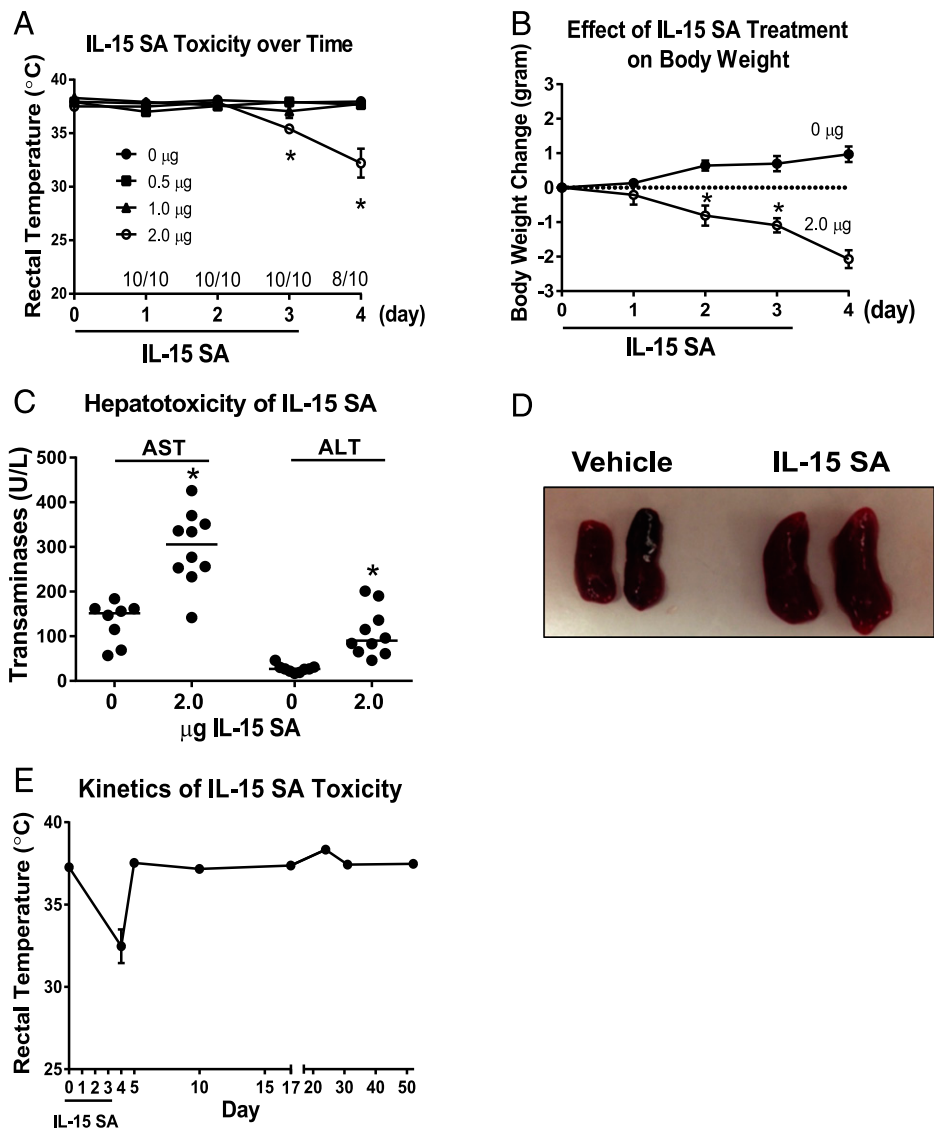 A
IL-15 SA Toxicity over Time
Rectal Temperature (°C)
40
35
30
25
20
0 μg
0.5 μg
1.0 μg
2.0 μg
*
*
10/10 10/10 10/10 8/10
0 1 2 3 4 (day)
IL-15 SA
B
Effect of IL-15 SA Treatment
on Body Weight
Body Weight Change (gram)
3
2
1
0
-1
-2
-3
0 μg
* *
2.0 μg
0 1 2 3 4 (day)
IL-15 SA
C
Hepatotoxicity of IL-15 SA
Transaminases (U/L)
AST ALT
500
400
300
200
100
0
*
*
0 2.0 0 2.0
μg IL-15 SA
D
Vehicle IL-15 SA
E
Kinetics of IL-15 SA Toxicity
Rectal Temperature (°C)
40
35
30
25
0 1 2 3 4 5 10 15 17 20 30 40 50
IL-15 SA
Day